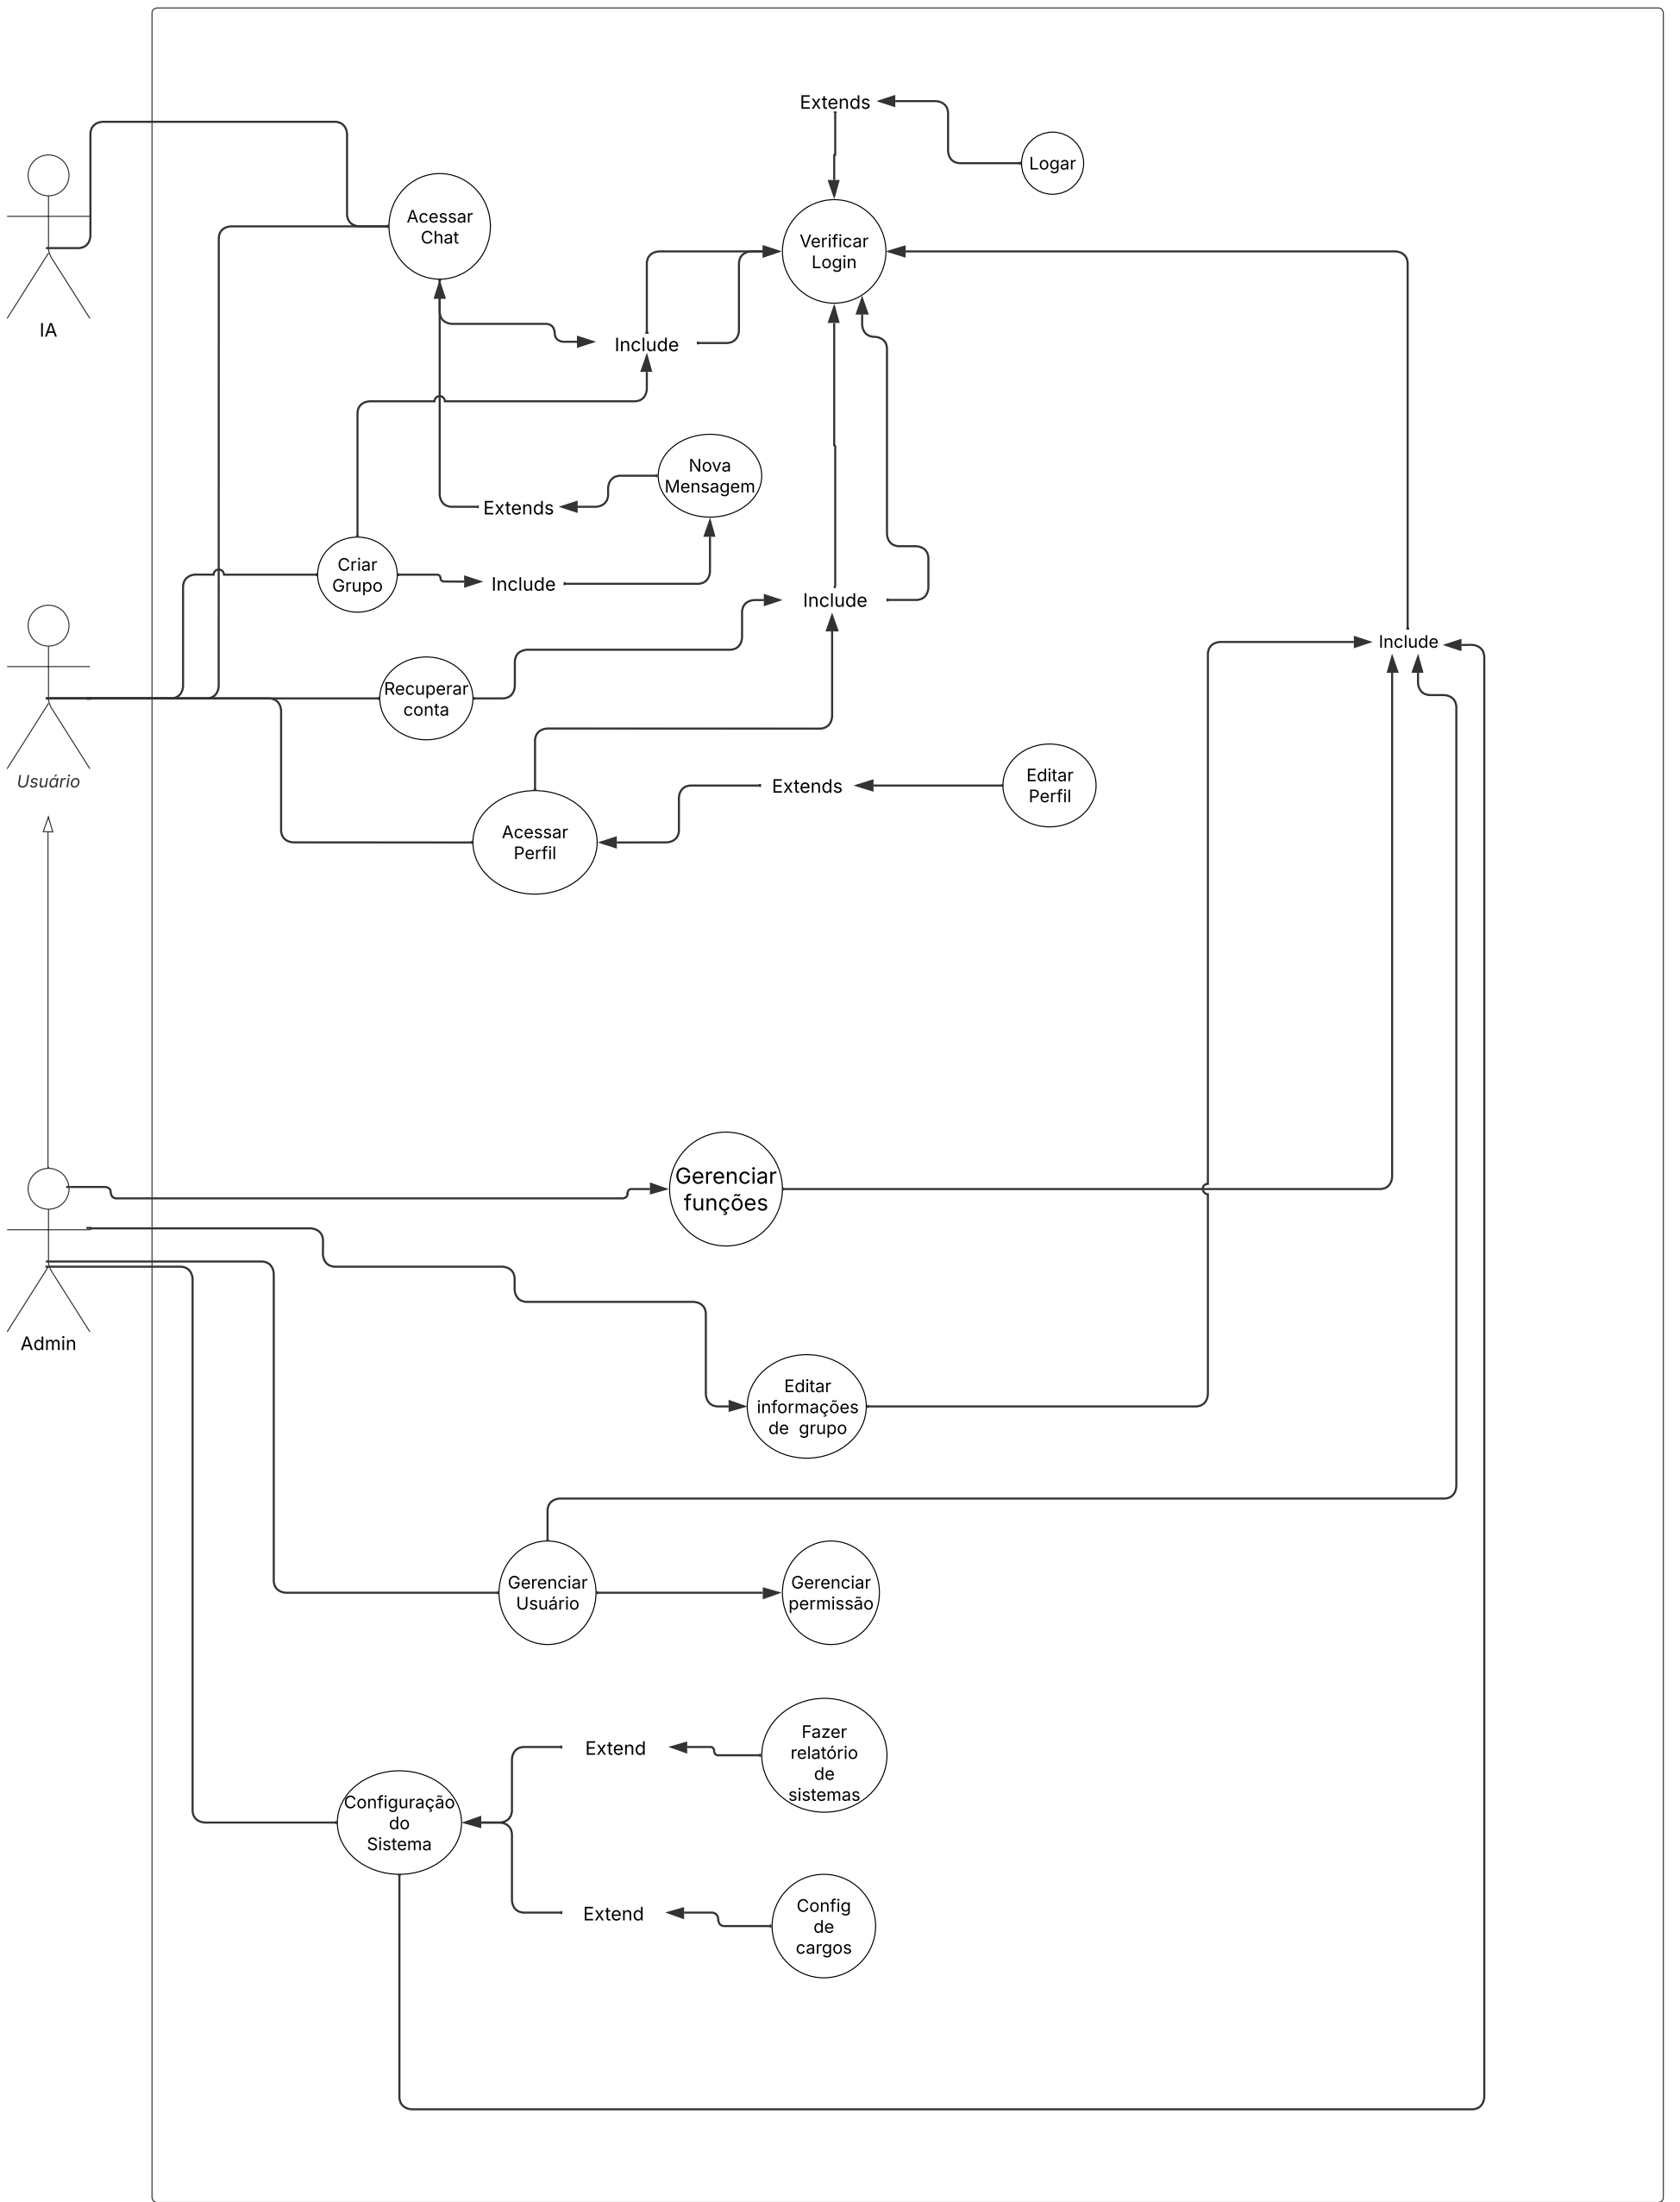 Extends
Logar
Acessar
Chat
Verificar
Login
IA
Include
Nova
Mensagem
Extends
Criar
Grupo
Include
Include
Include
Recuperar
conta
Usuário
Extends
Editar
Perfil
Acessar
Perfil
Gerenciar
funções
Admin
Editar
informações
de grupo
Gerenciar
Usuário
Gerenciar
permissão
Fazer
relatório
de
sistemas
Extend
Configuração
do
Sistema
Extend
Config
de
cargos